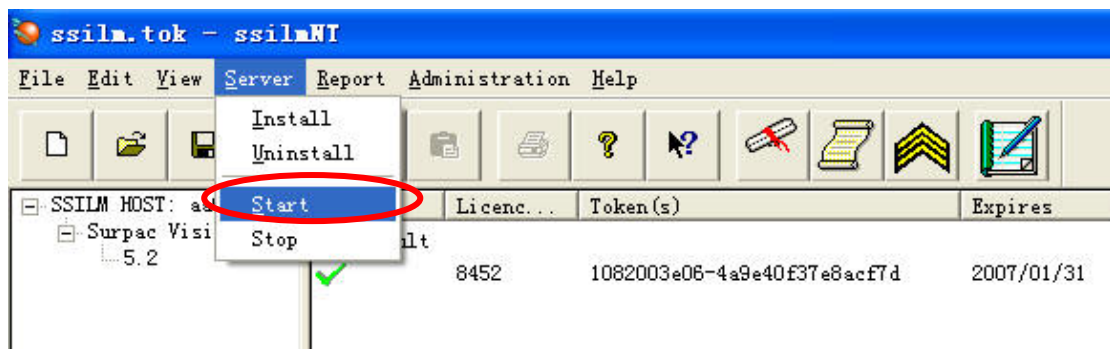 ssilm.tok - ssilmNT
File Edit View Server Report Administration Help
Install
Uninstall
Start
Stop
SSILM HOST:
Surpac Visi
5.2
Licenc... Token(s) Expires
ult
8452 1082003e06-4a9e40f37e8acf7d 2007/01/31